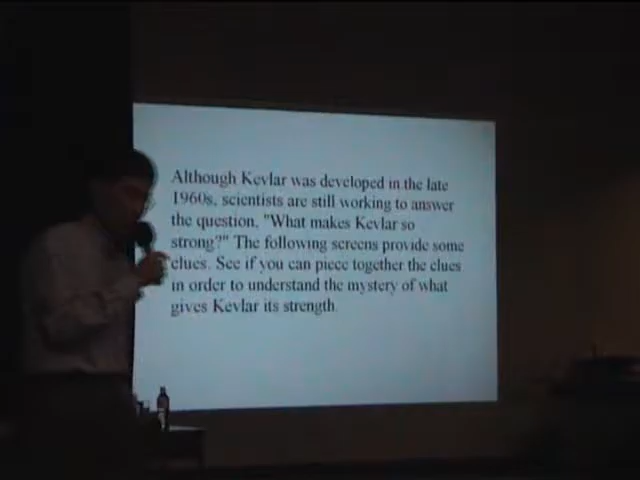 Although Kevlar was developed in the late
1960s, scientists are still working to answer
the question, "What makes Kevlar so
strong?" The following screens provide some
clues. See if you can piece together the clues
in order to understand the mystery of what
gives Kevlar its strength.